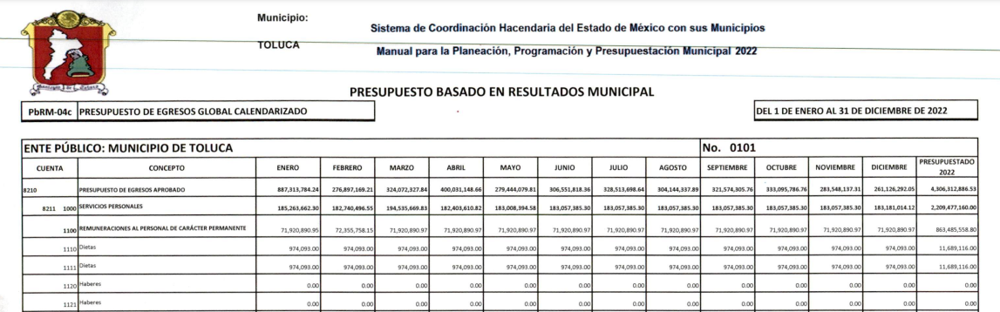 Municipio:
Sistema de Coordinación Hacendaria del Estado de México con sus Municipios
TOLUCA
Manual para la Planeación, Programación y Presupuestación Municipal 2022
PRESUPUESTO BASADO EN RESULTADOS MUNICIPAL
PbRM-04c PRESUPUESTO DE EGRESOS GLOBAL CALENDARIZADO
DEL 1 DE ENERO AL 31 DE DICIEMBRE DE 2022
ENTE PÚBLICO: MUNICIPIO DE TOLUCA No. 0101
CUENTA CONCEPTO ENERO FEBRERO MARZO ABRIL MAYO JUNIO JULIO AGOSTO SEPTIEMBRE OCTUBRE NOVIEMBRE DICIEMBRE PRESUPUESTADO 2022
8210 PRESUPUESTO DE EGRESOS APROBADO 887,313,784.24 276,897,169.21 324,072,327.84 400,031,148.66 279,444,079.81 306,551,818.36 328,513,698.64 304,144,337.89 321,574,305.76 333,095,786.76 283,548,137.31 261,126,292.05 4,306,312,886.53
8211 1000 SERVICIOS PERSONALES 185,263,662.30 182,740,496.55 194,535,669.83 182,403,610.82 183,008,394.58 183,057,385.30 183,057,385.30 183,057,385.30 183,057,385.30 183,057,385.30 183,057,385.30 183,181,014.12 2,209,477,160.00
1100 REMUNERACIONES AL PERSONAL DE CARÁCTER PERMANENTE 71,920,890.95 72,355,758.15 71,920,890.97 71,920,890.97 71,920,890.97 71,920,890.97 71,920,890.97 71,920,890.97 71,920,890.97 71,920,890.97 71,920,890.97 71,920,890.97 863,485,558.80
1110 Dietas 974,093.00 974,093.00 974,093.00 974,093.00 974,093.00 974,093.00 974,093.00 974,093.00 974,093.00 974,093.00 974,093.00 974,093.00 11,689,116.00
1111 Dietas 974,093.00 974,093.00 974,093.00 974,093.00 974,093.00 974,093.00 974,093.00 974,093.00 974,093.00 974,093.00 974,093.00 974,093.00 11,689,116.00
1120 Haberes 0.00 0.00 0.00 0.00 0.00 0.00 0.00 0.00 0.00 0.00 0.00 0.00 0.00
1121 Haberes 0.00 0.00 0.00 0.00 0.00 0.00 0.00 0.00 0.00 0.00 0.00 0.00 0.00